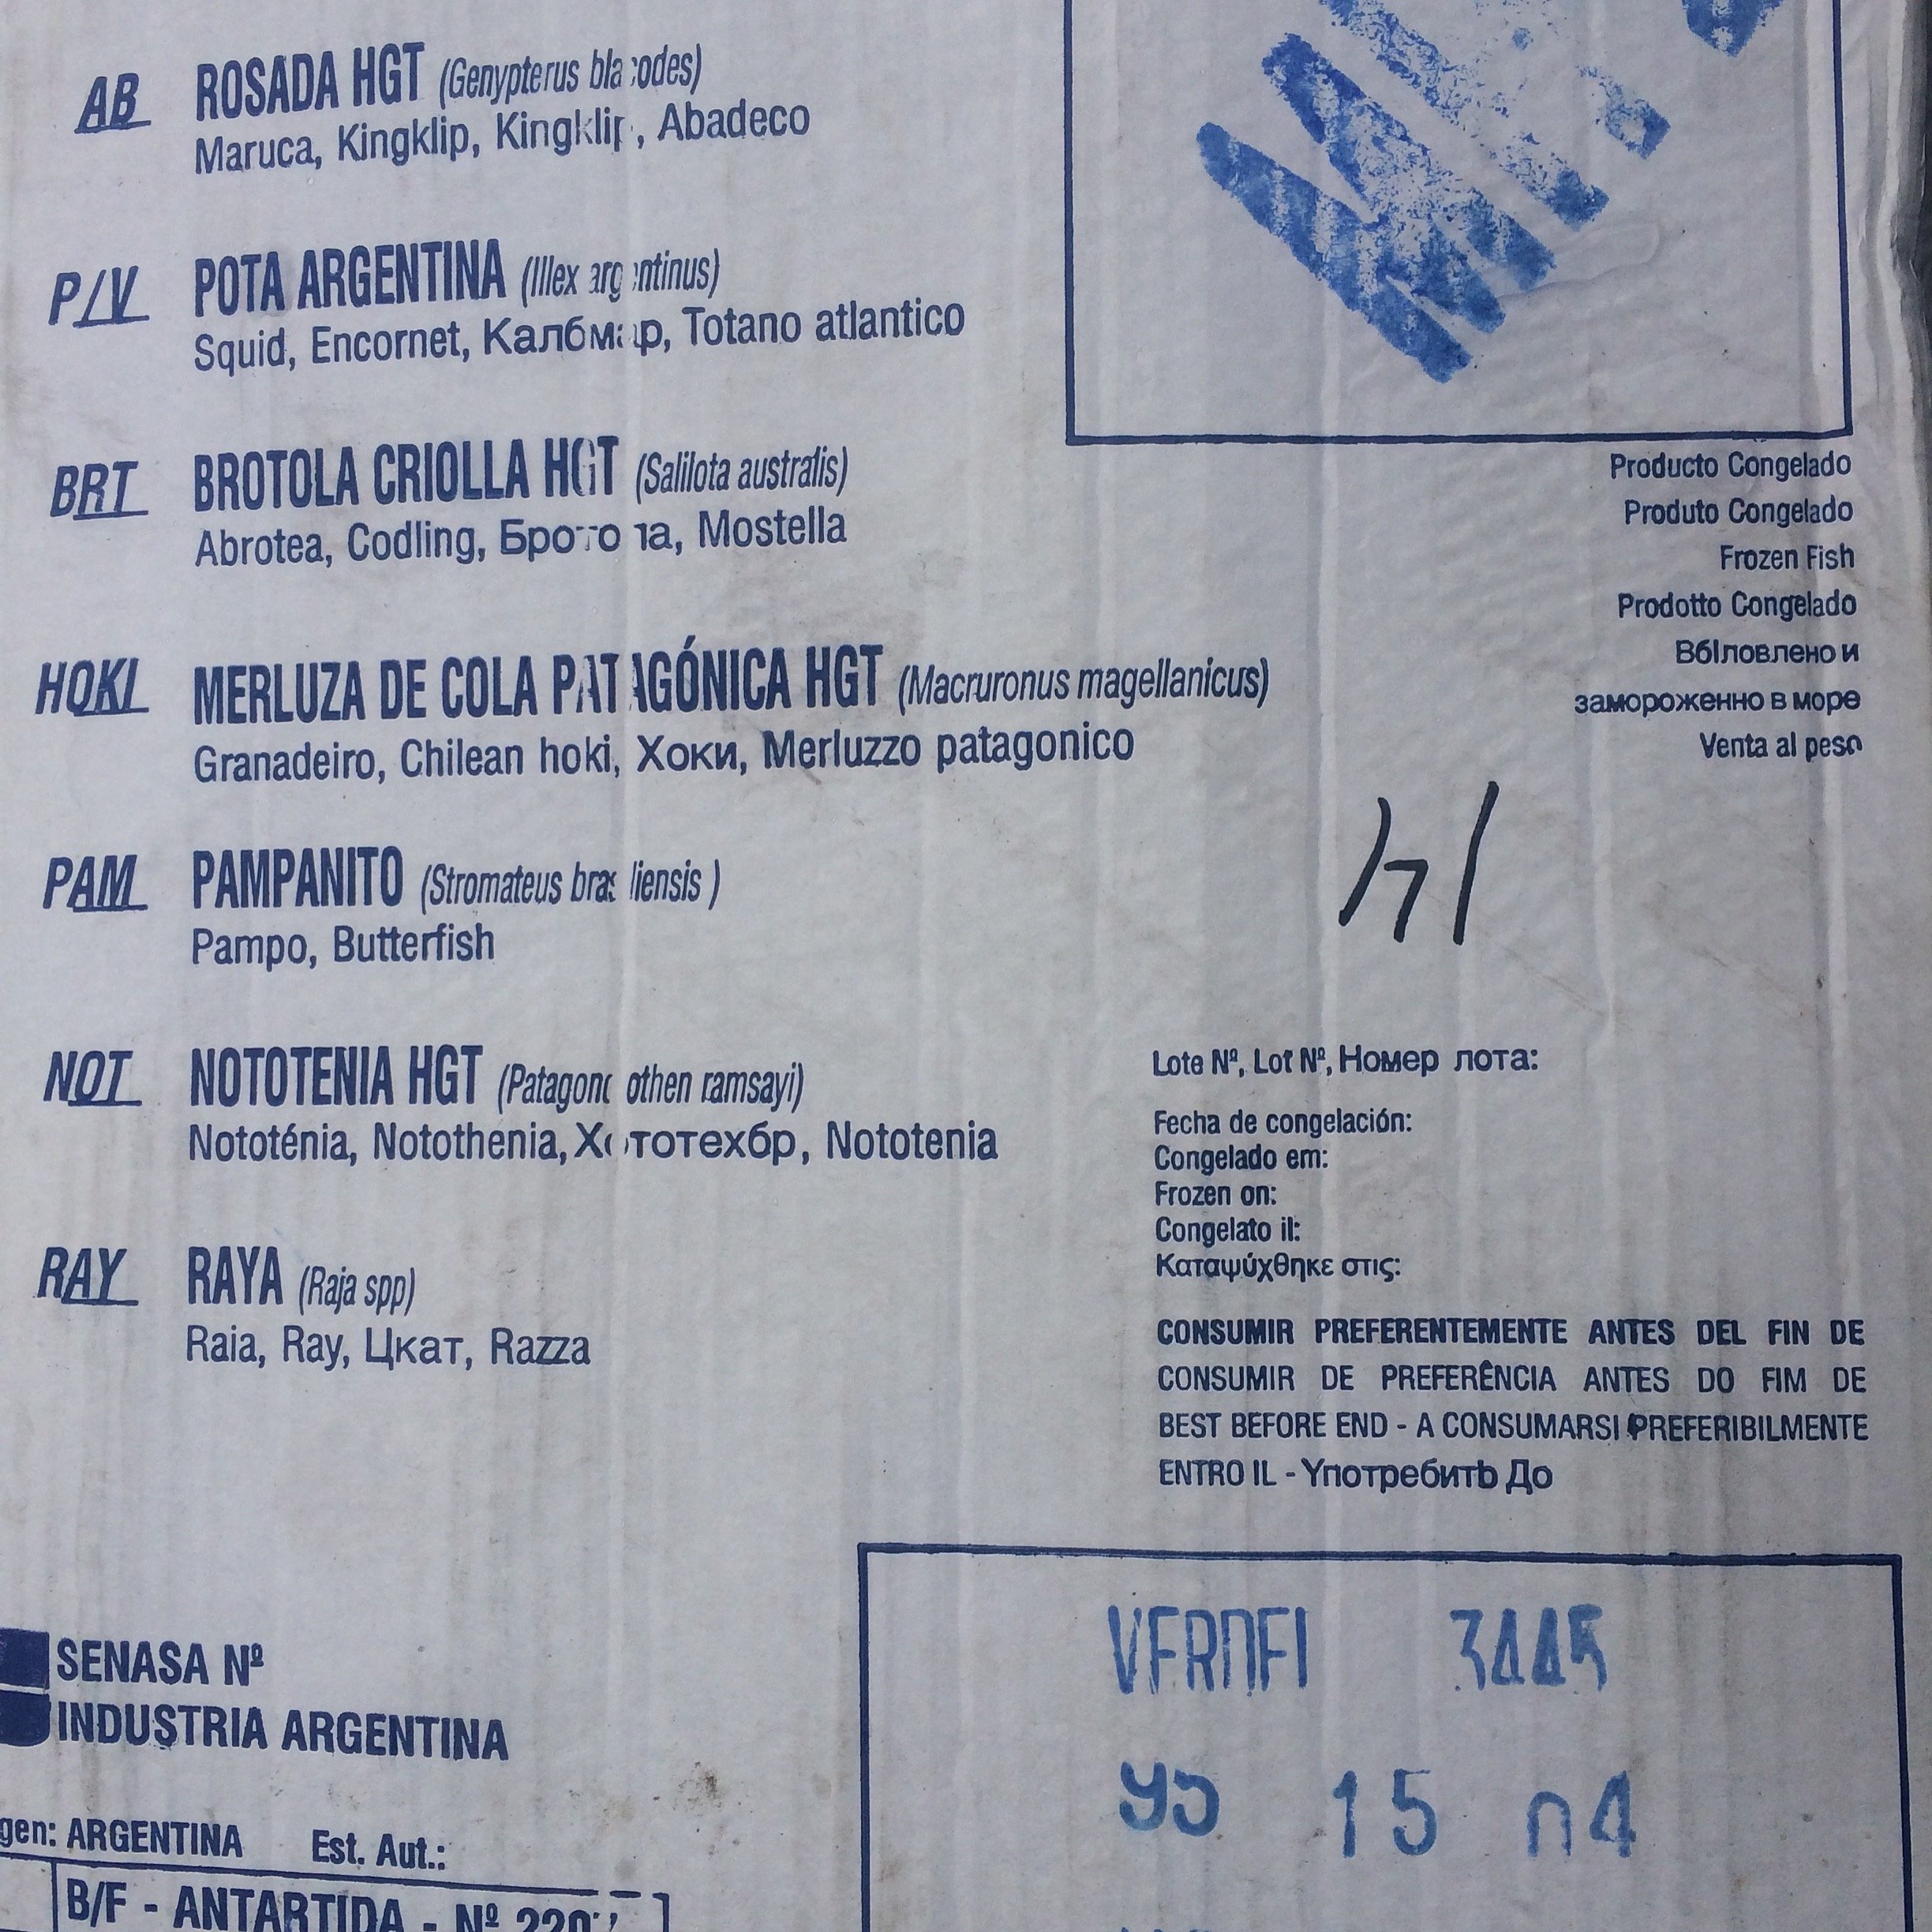 AB ROSADA HGT (Genypterus blacodes)
Maruca, Kingklip, Kingklip, Abadeco
P/V POTA ARGENTINA (Illex argentinus)
Squid, Encornet, Калбмар, Totano atlantico
BRT BROTOLA CRIOLLA HGT (Salilota australis)
Abrotea, Codling, Бротола, Mostella
HOKI MERLUZA DE COLA PATAGÓNICA HGT (Macruronus magellanicus)
Granadeiro, Chilean hoki, Хоки, Merluzzo patagonico
PAM PAMPANITO (Stromateus brasiliensis )
Pampo, Butterfish
NOT NOTOTENIA HGT (Patagonothen ramsayi)
Nototénia, Notothenia, Хототехбр, Nototenia
RAY RAYA (Raja spp)
Raia, Ray, Цкат, Razza
Producto Congelado
Produto Congelado
Frozen Fish
Prodotto Congelado
ВбIловлено и
замороженно в море
Venta al peso
Lote Nº, Lot Nº, Номер лота:
Fecha de congelación:
Congelado em:
Frozen on:
Congelato il:
Καταψύχθηκε στις:
CONSUMIR PREFERENTEMENTE ANTES DEL FIN DE
CONSUMIR DE PREFERÊNCIA ANTES DO FIM DE
BEST BEFORE END - A CONSUMARSI PREFERIBILMENTE
ENTRO IL - Употребитb До
SENASA Nº
INDUSTRIA ARGENTINA
ARGENTINA Est. Aut.:
B/F - ANTARTIDA - Nº
3445
15 04